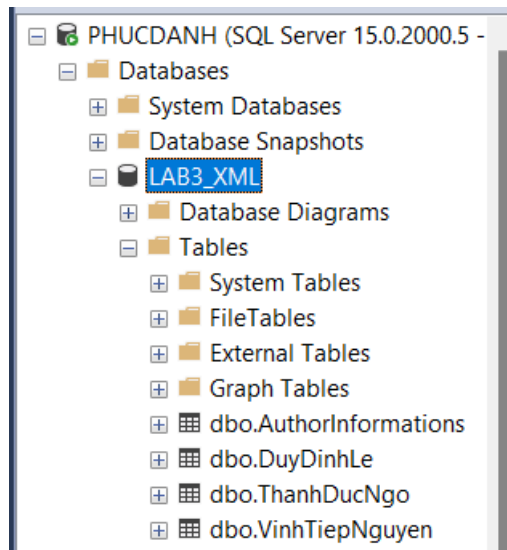 PHUCDANH (SQL Server 15.0.2000.5 -
Databases
System Databases
Database Snapshots
LAB3_XML
Database Diagrams
Tables
System Tables
FileTables
External Tables
Graph Tables
dbo.AuthorInformations
dbo.DuyDinhLe
dbo.ThanhDucNgo
dbo.VinhTiepNguyen